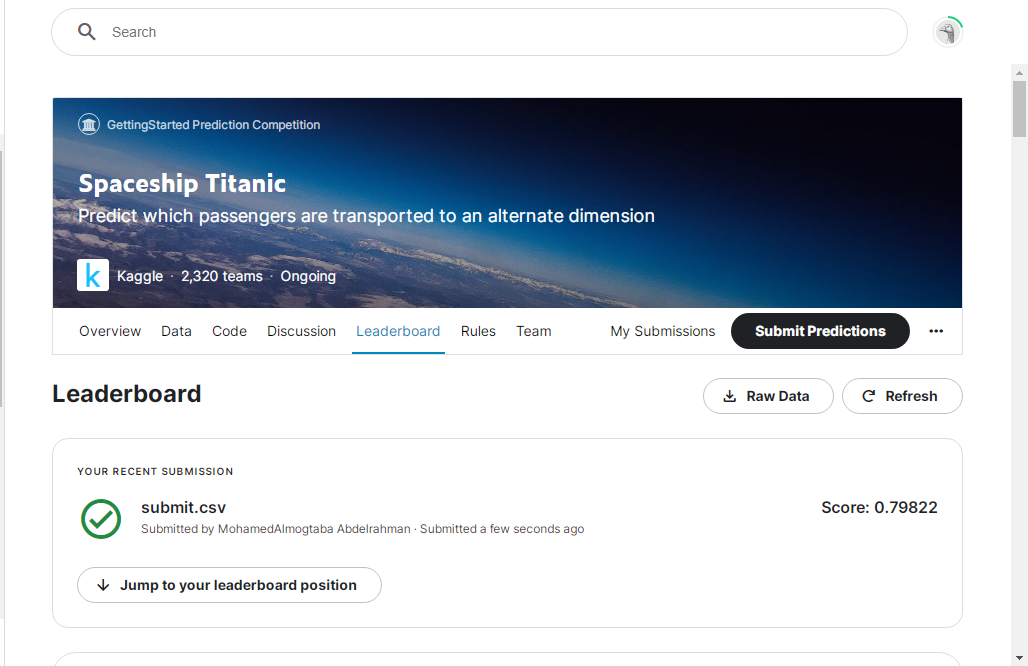 Search
GettingStarted Prediction Competition
Spaceship Titanic
Predict which passengers are transported to an alternate dimension
k Kaggle · 2,320 teams · Ongoing
Overview Data Code Discussion Leaderboard Rules Team My Submissions Submit Predictions ···
Leaderboard Raw Data Refresh
YOUR RECENT SUBMISSION
submit.csv Score: 0.79822
Submitted by MohamedAlmogtaba Abdelrahman · Submitted a few seconds ago
Jump to your leaderboard position